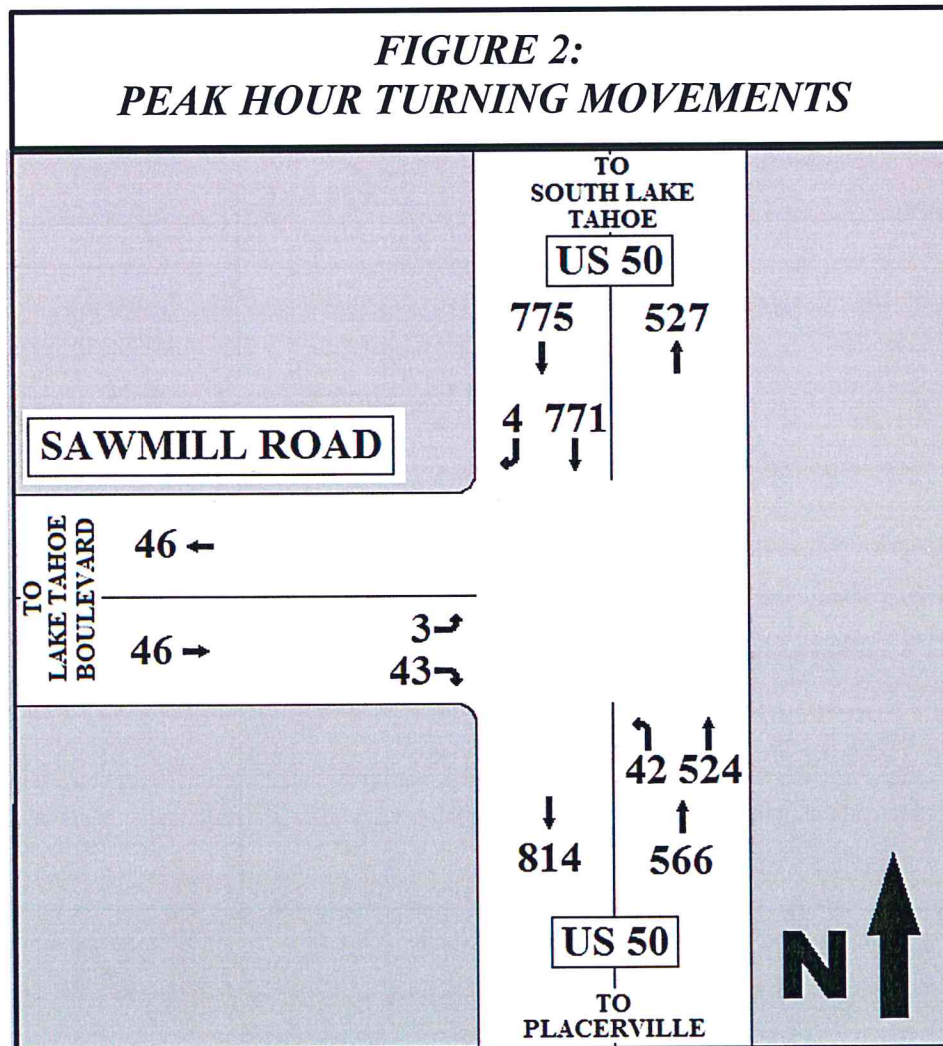 FIGURE 2:
PEAK HOUR TURNING MOVEMENTS
TO
SOUTH LAKE
TAHOE
US 50
775 527
4 771
SAWMILL ROAD
TO
LAKE TAHOE
BOULEVARD
46
46
3
43
42 524
814 566
US 50
TO
PLACERVILLE
N